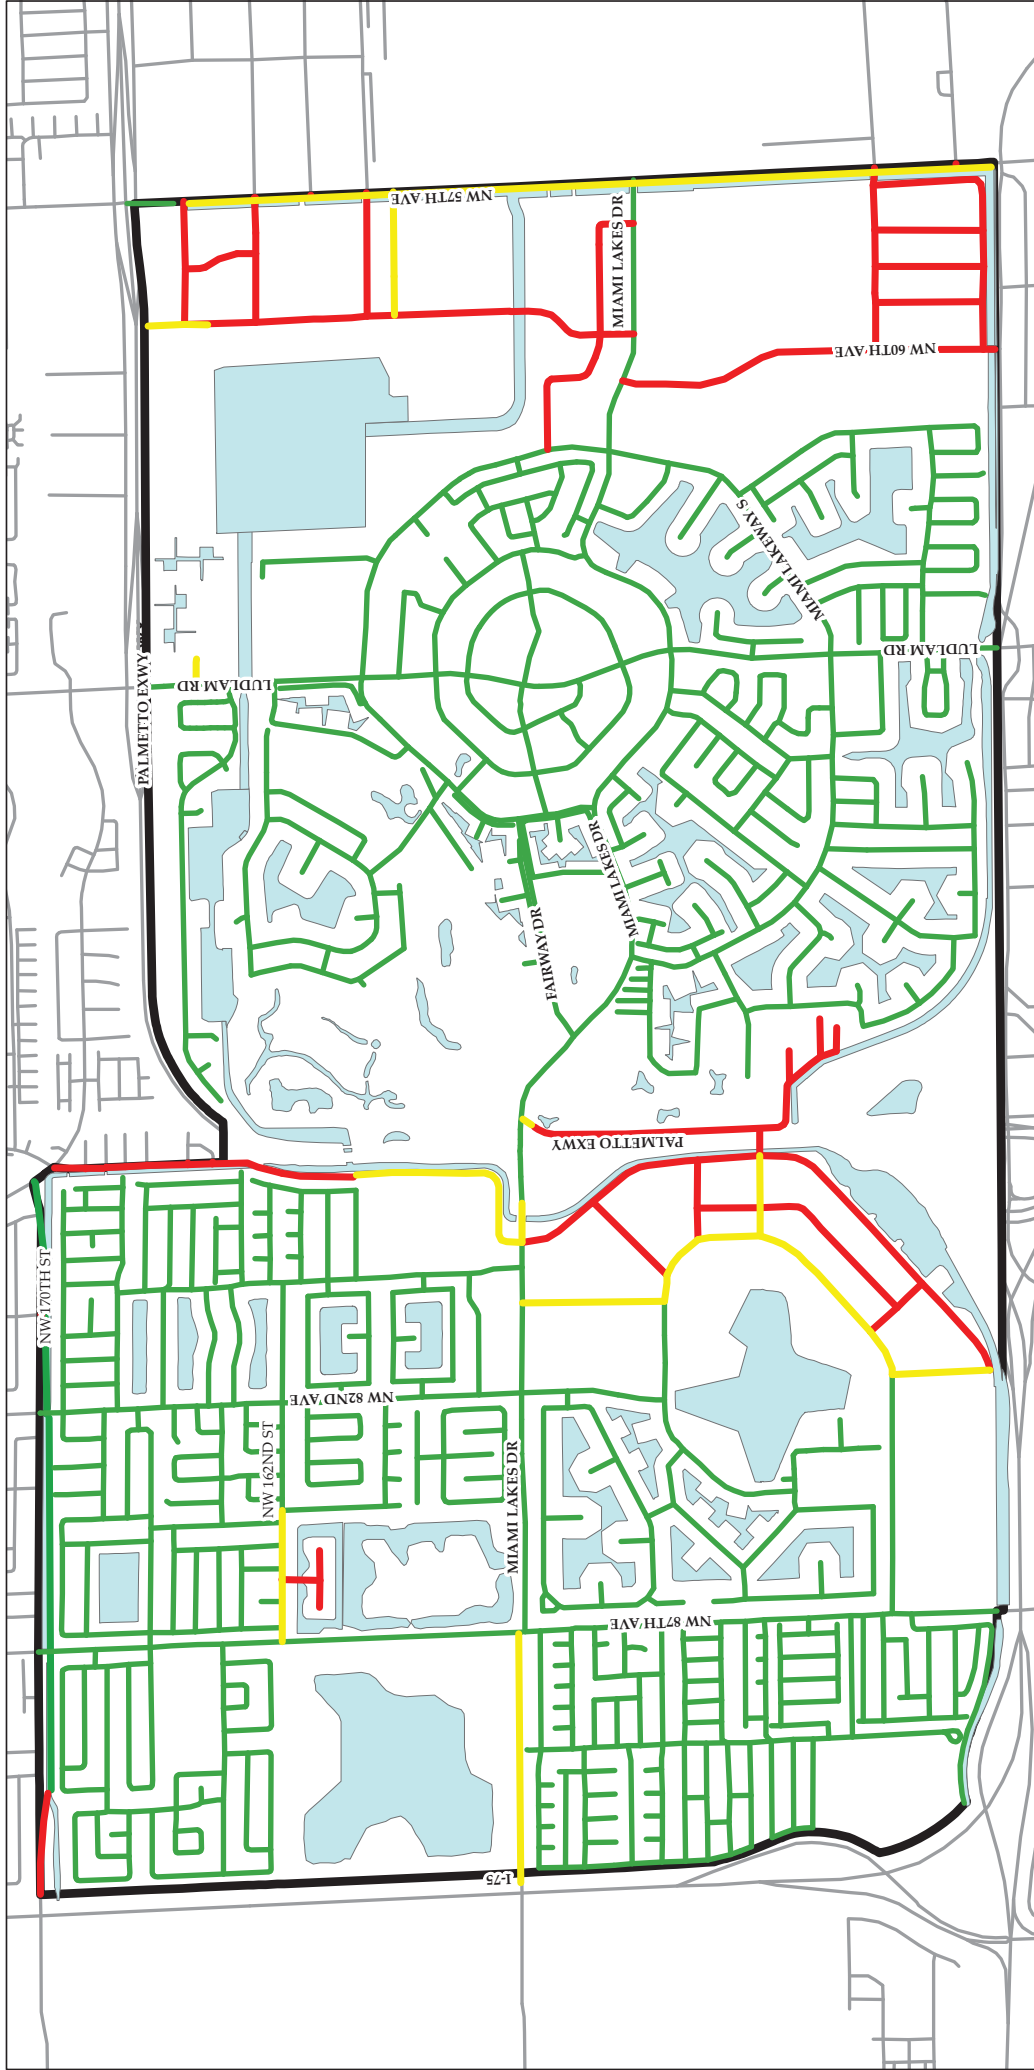 NW 57TH AVE
MIAMI LAKES DR
NW 60TH AVE
MIAMI LAKEWAY S
PALMETTO EXWY
LUDLAM RD
LUDLAM RD
MIAMI LAKES DR
FAIRWAY DR
PALMETTO EXWY
NW 170TH ST
NW 82ND AVE
NW 162ND ST
MIAMI LAKES DR
NW 87TH AVE
I-75